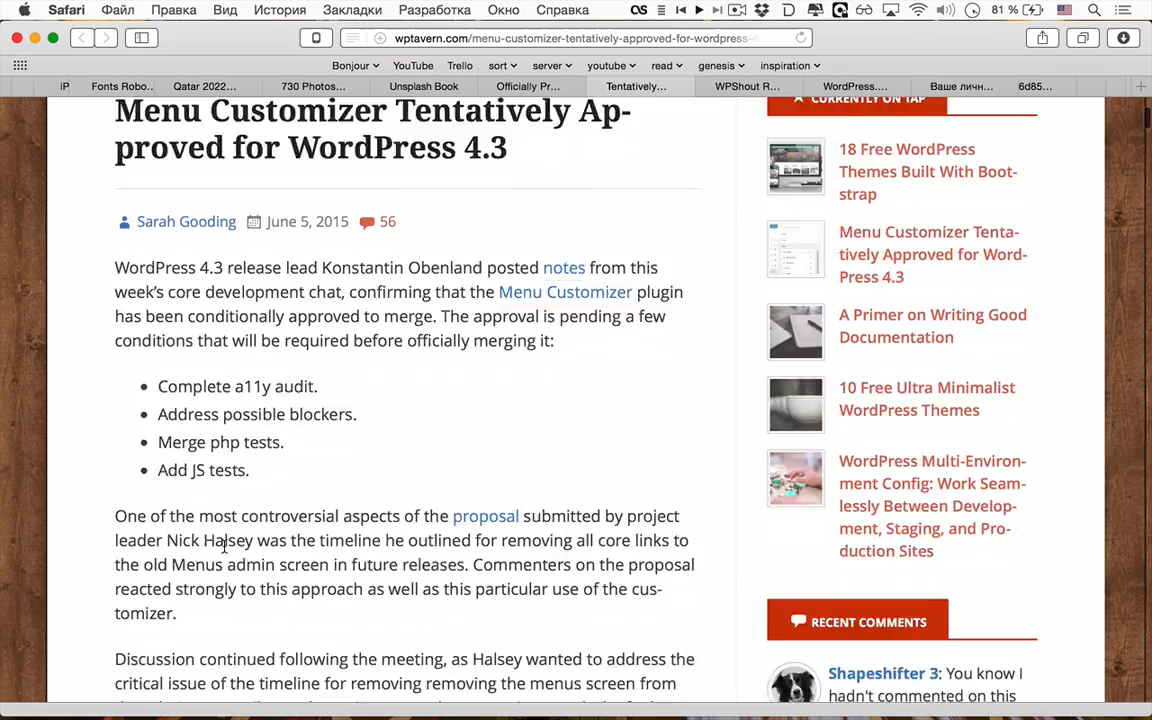 Safari Файл Правка Вид История Закладки Разработка Окно Справка 81 %
wptavern.com/menu-customizer-tentatively-approved-for-wordpress-
Bonjour YouTube Trello sort server youtube read genesis inspiration
iP Fonts Robo... Qatar 2022... 730 Photos... Unsplash Book Officially Pr... Tentatively... WPShout R... WordPress.... Ваше личн... 6d85...
Menu Customizer Tentatively Ap-
proved for WordPress 4.3
Sarah Gooding June 5, 2015 56
WordPress 4.3 release lead Konstantin Obenland posted notes from this
week's core development chat, confirming that the Menu Customizer plugin
has been conditionally approved to merge. The approval is pending a few
conditions that will be required before officially merging it:
• Complete a11y audit.
• Address possible blockers.
• Merge php tests.
• Add JS tests.
One of the most controversial aspects of the proposal submitted by project
leader Nick Halsey was the timeline he outlined for removing all core links to
the old Menus admin screen in future releases. Commenters on the proposal
reacted strongly to this approach as well as this particular use of the cus-
tomizer.
Discussion continued following the meeting, as Halsey wanted to address the
critical issue of the timeline for removing removing the menus screen from
CURRENTLY ON TAP
18 Free WordPress
Themes Built With Boot-
strap
Menu Customizer Tenta-
tively Approved for Word-
Press 4.3
A Primer on Writing Good
Documentation
10 Free Ultra Minimalist
WordPress Themes
WordPress Multi-Environ-
ment Config: Work Seam-
lessly Between Develop-
ment, Staging, and Pro-
duction Sites
RECENT COMMENTS
Shapeshifter 3: You know I
hadn't commented on this